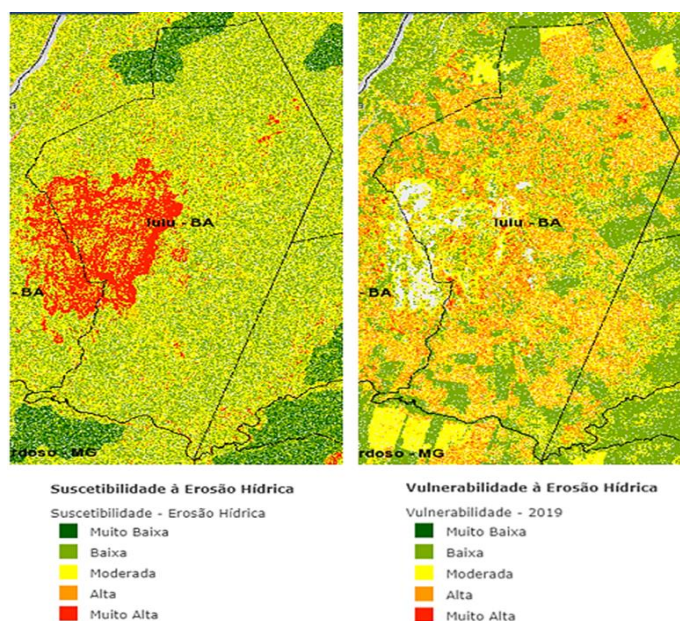 Iuiu - BA
- BA
rdoso - MG
Iuiu - BA
- BA
rdoso - MG
Suscetibilidade à Erosão Hídrica
Suscetibilidade - Erosão Hídrica
Muito Baixa
Baixa
Moderada
Alta
Muito Alta
Vulnerabilidade à Erosão Hídrica
Vulnerabilidade - 2019
Muito Baixa
Baixa
Moderada
Alta
Muito Alta